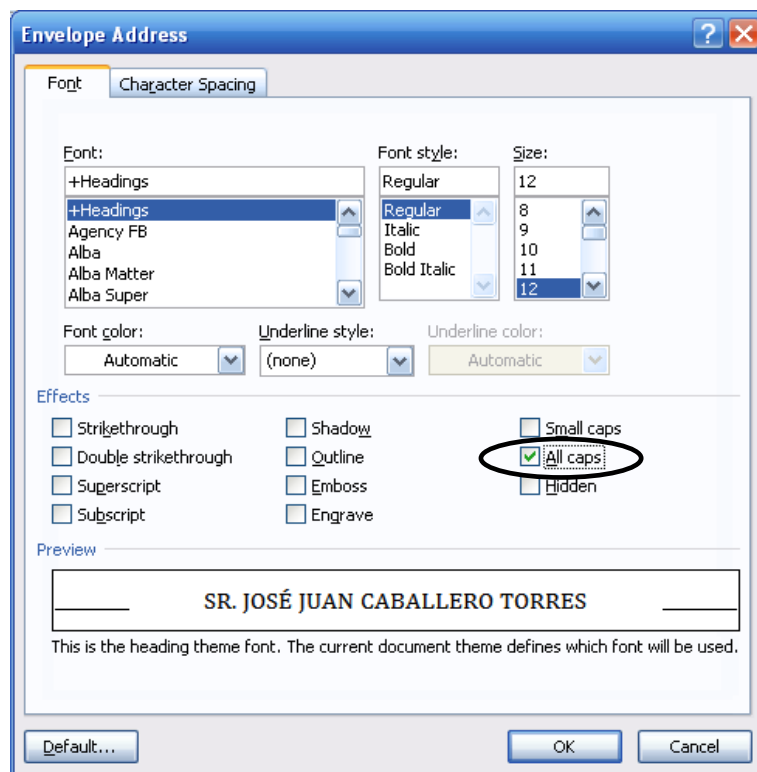 Envelope Address
Font Character Spacing
Font: Font style: Size:
+Headings Regular 12
+Headings Regular 8
Agency FB Italic 9
Alba Bold 10
Alba Matter Bold Italic 11
Alba Super 12
Font color: Underline style: Underline color:
Automatic (none) Automatic
Effects
Strikethrough Shadow Small caps
Double strikethrough Outline All caps
Superscript Emboss Hidden
Subscript Engrave
Preview
SR. JOSÉ JUAN CABALLERO TORRES
This is the heading theme font. The current document theme defines which font will be used.
Default... OK Cancel